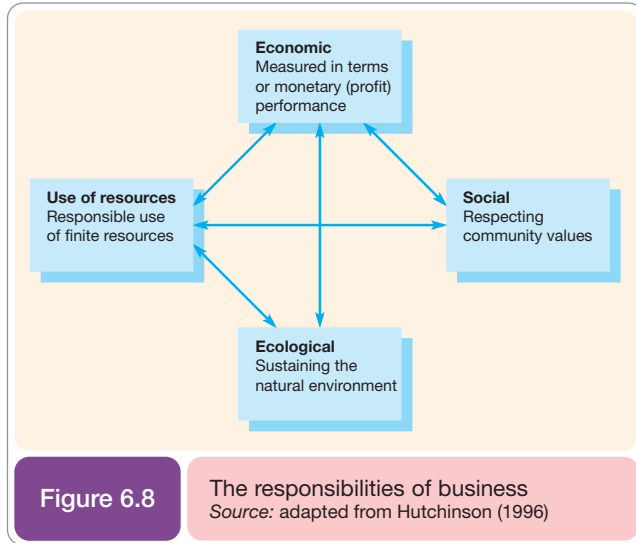 Economic
Measured in terms
or monetary (profit)
performance
Use of resources
Responsible use
of finite resources
Social
Respecting
community values
Ecological
Sustaining the
natural environment
Figure 6.8
The responsibilities of business
Source: adapted from Hutchinson (1996)